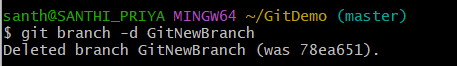 santh@SANTHI_PRIYA MINGW64 ~/GitDemo (master)
$ git branch -d GitNewBranch
Deleted branch GitNewBranch (was 78ea651).